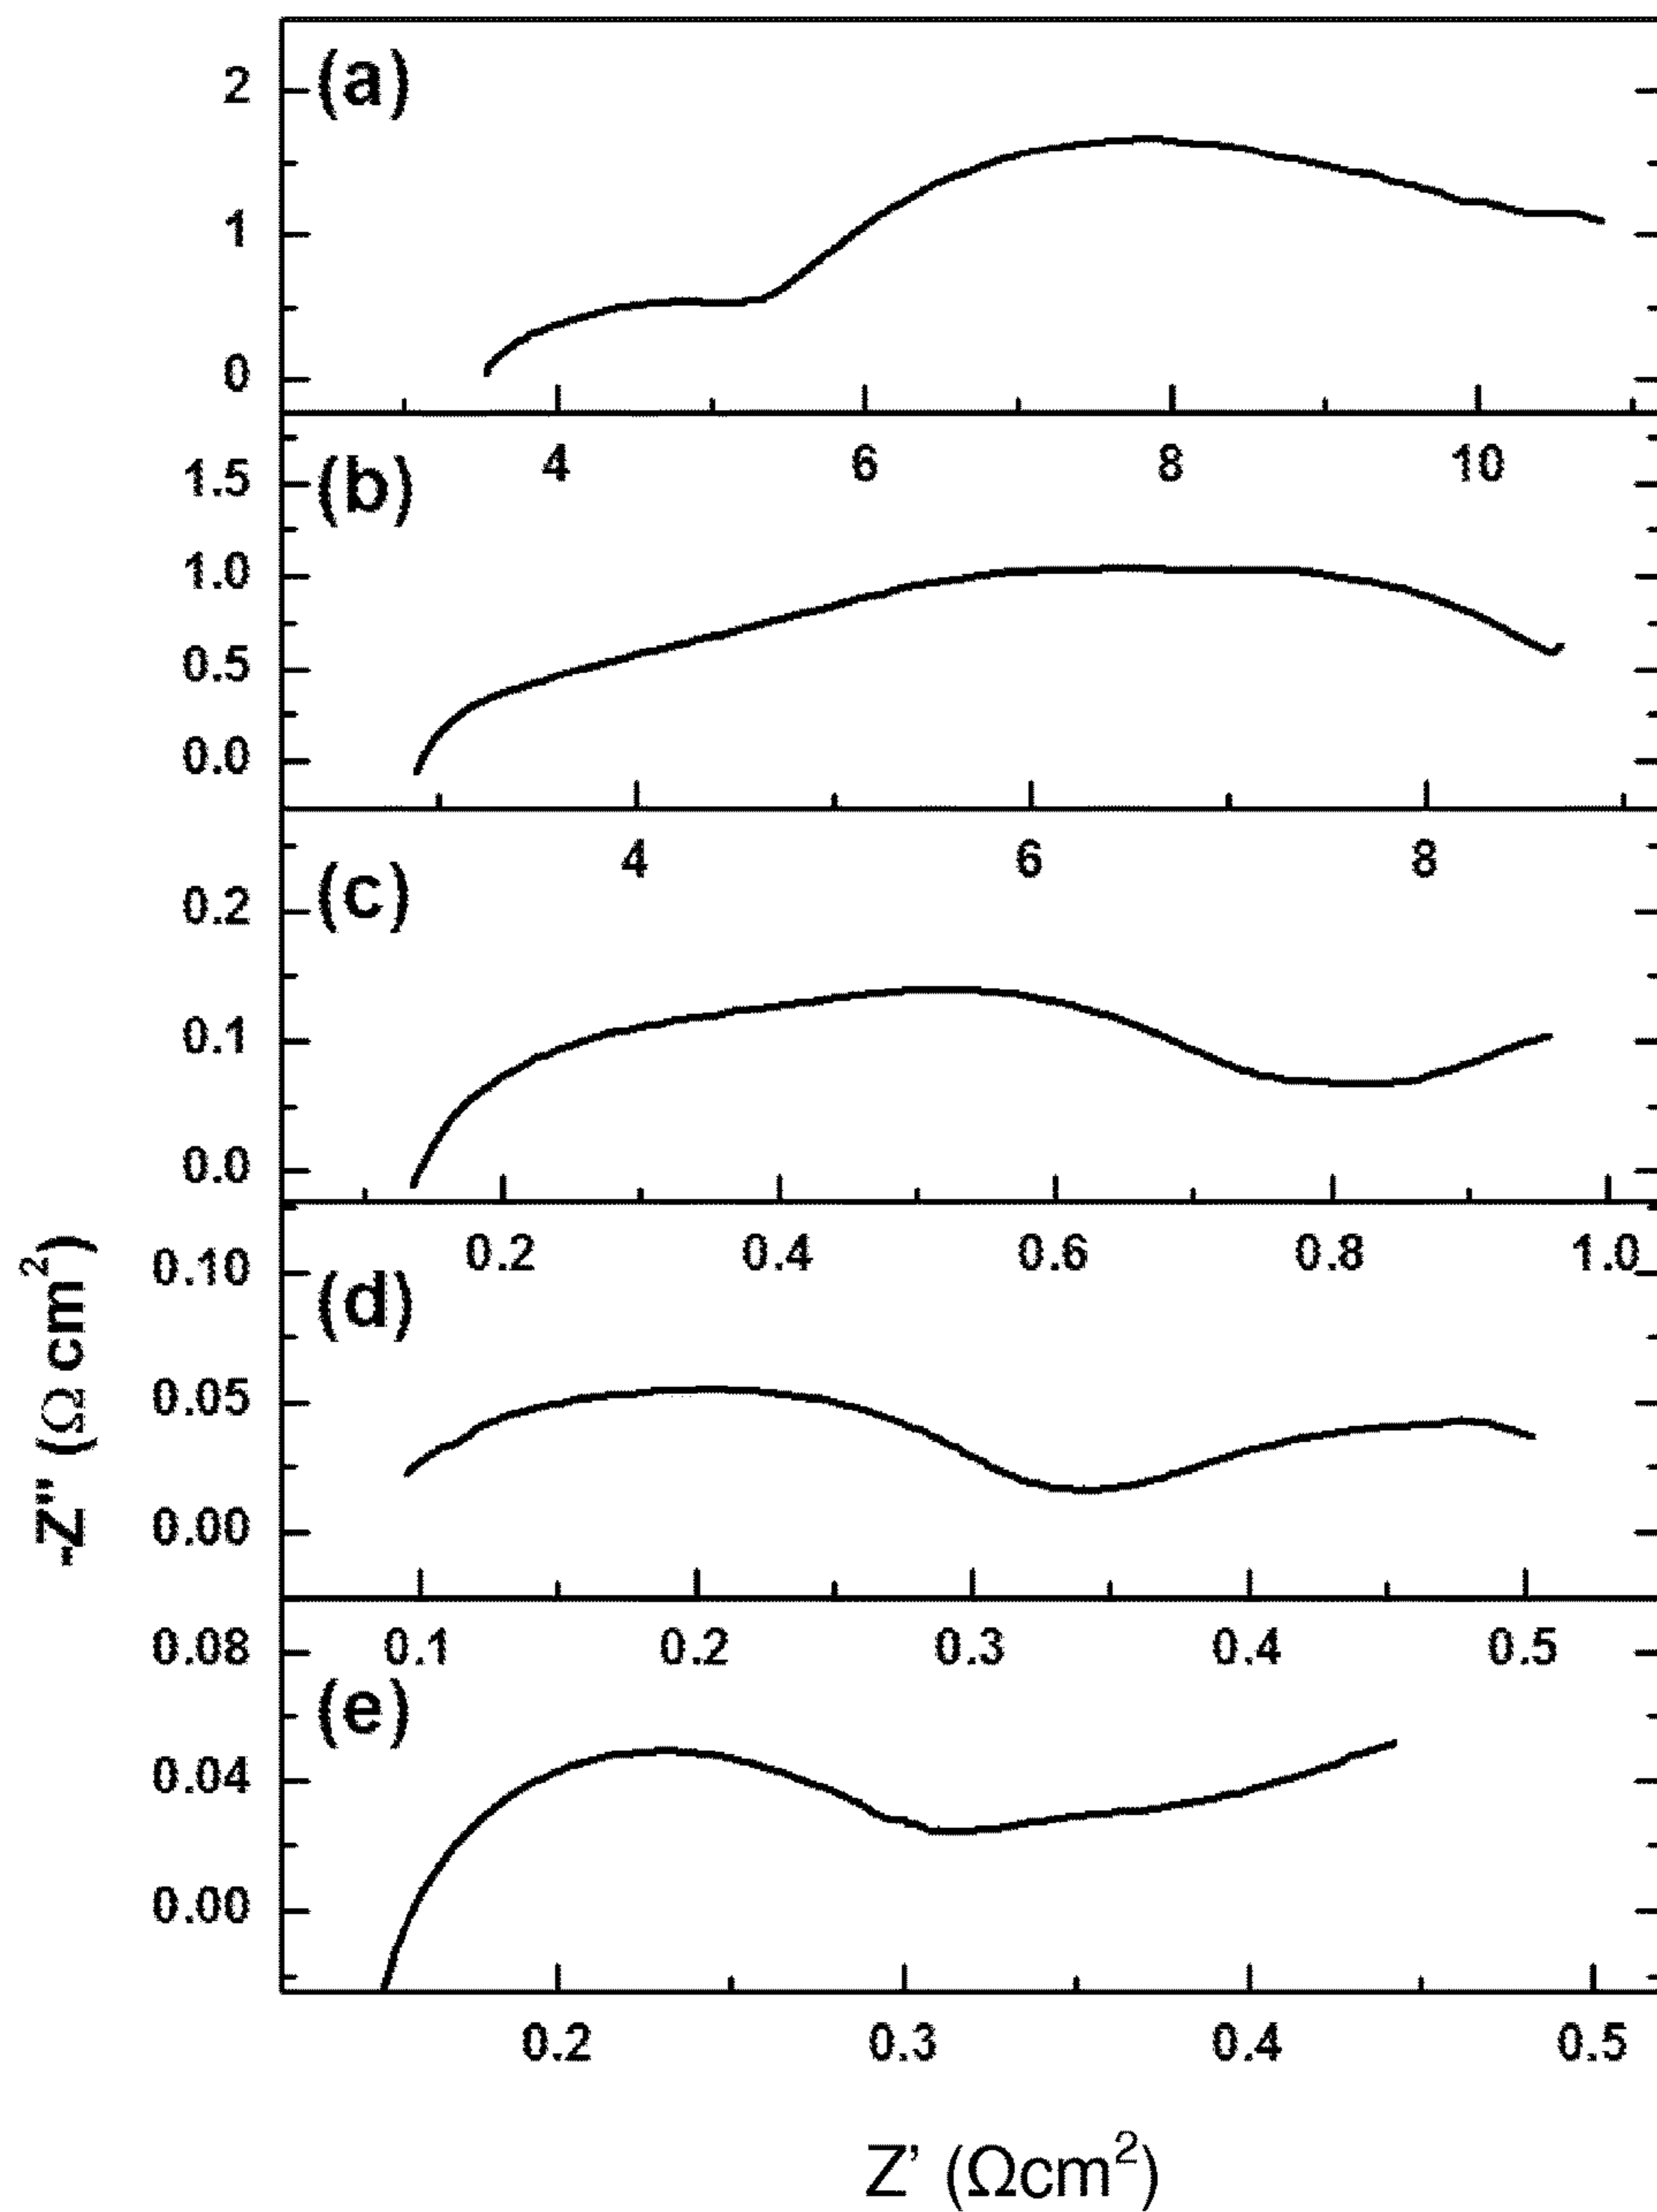 (a)
2
1
0
4 6 8 10
(b)
1.5
1.0
0.5
0.0
4 6 8
(c)
0.2
0.1
0.0
0.2 0.4 0.6 0.8 1.0
(d)
0.10
0.05
0.00
0.1 0.2 0.3 0.4 0.5
(e)
0.08
0.04
0.00
0.2 0.3 0.4 0.5
-Z" (Ω cm²)
Z' (Ωcm²)